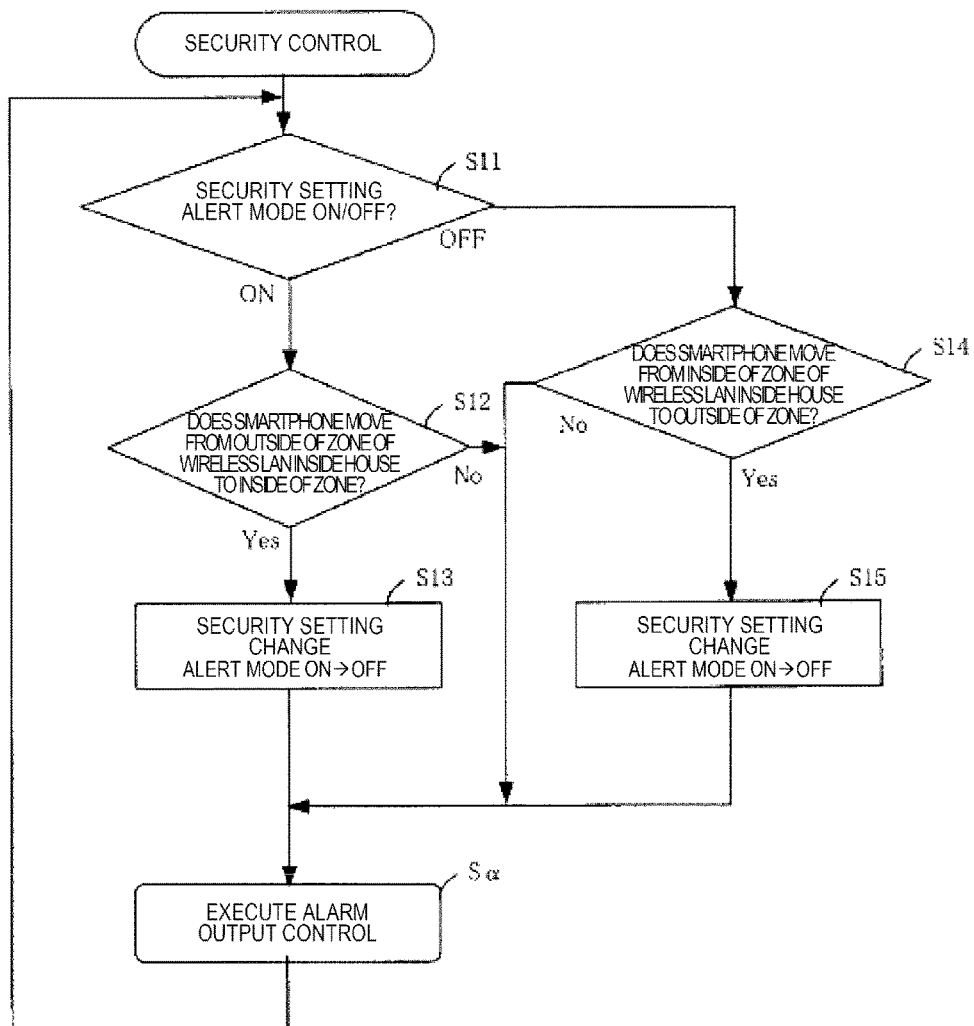 SECURITY CONTROL
S11
SECURITY SETTING
ALERT MODE ON/OFF?
OFF
ON
S14
DOES SMARTPHONE MOVE
FROM INSIDE OF ZONE OF
WIRELESS LAN INSIDE HOUSE
TO OUTSIDE OF ZONE?
No
Yes
S12
DOES SMARTPHONE MOVE
FROM OUTSIDE OF ZONE OF
WIRELESS LAN INSIDE HOUSE
TO INSIDE OF ZONE?
No
Yes
S13
SECURITY SETTING
CHANGE
ALERT MODE ON→OFF
S15
SECURITY SETTING
CHANGE
ALERT MODE ON→OFF
Sα
EXECUTE ALARM
OUTPUT CONTROL